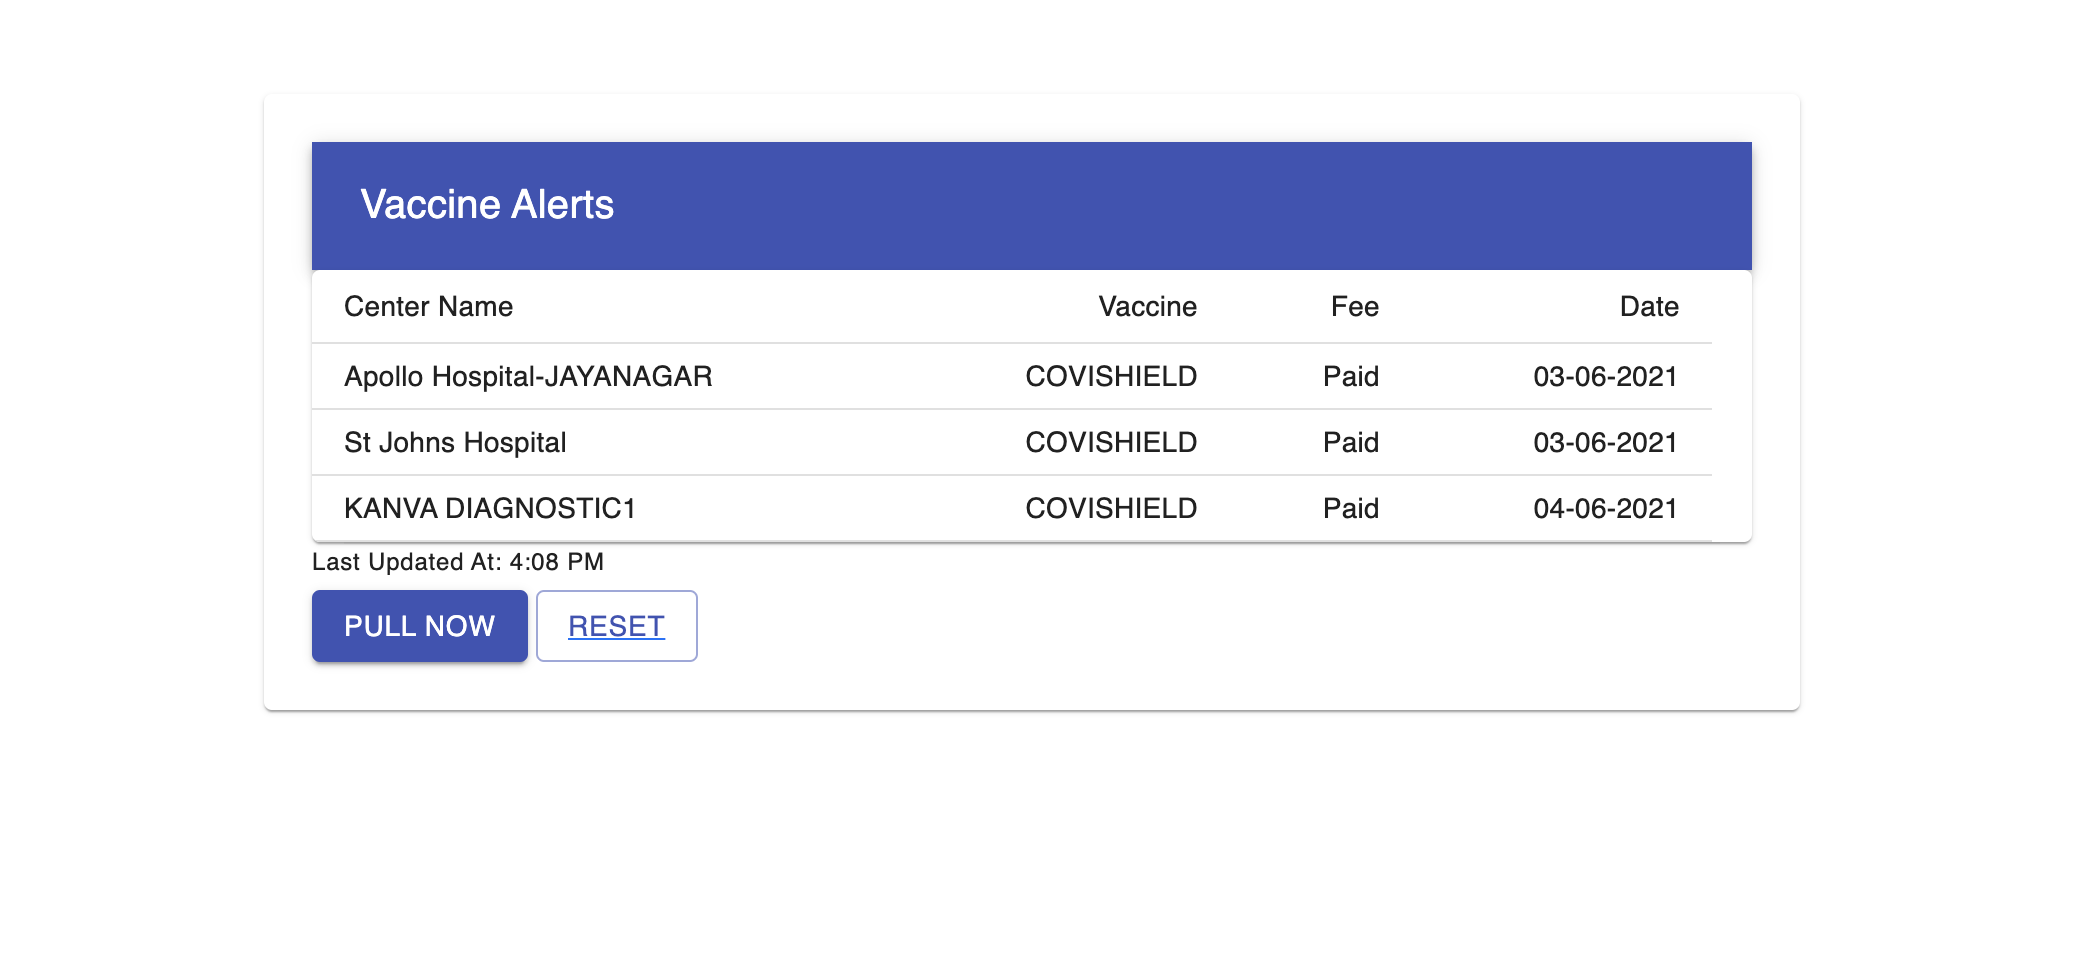 Vaccine Alerts
Center Name Vaccine Fee Date
Apollo Hospital-JAYANAGAR COVISHIELD Paid 03-06-2021
St Johns Hospital COVISHIELD Paid 03-06-2021
KANVA DIAGNOSTIC1 COVISHIELD Paid 04-06-2021
Last Updated At: 4:08 PM
PULL NOW RESET